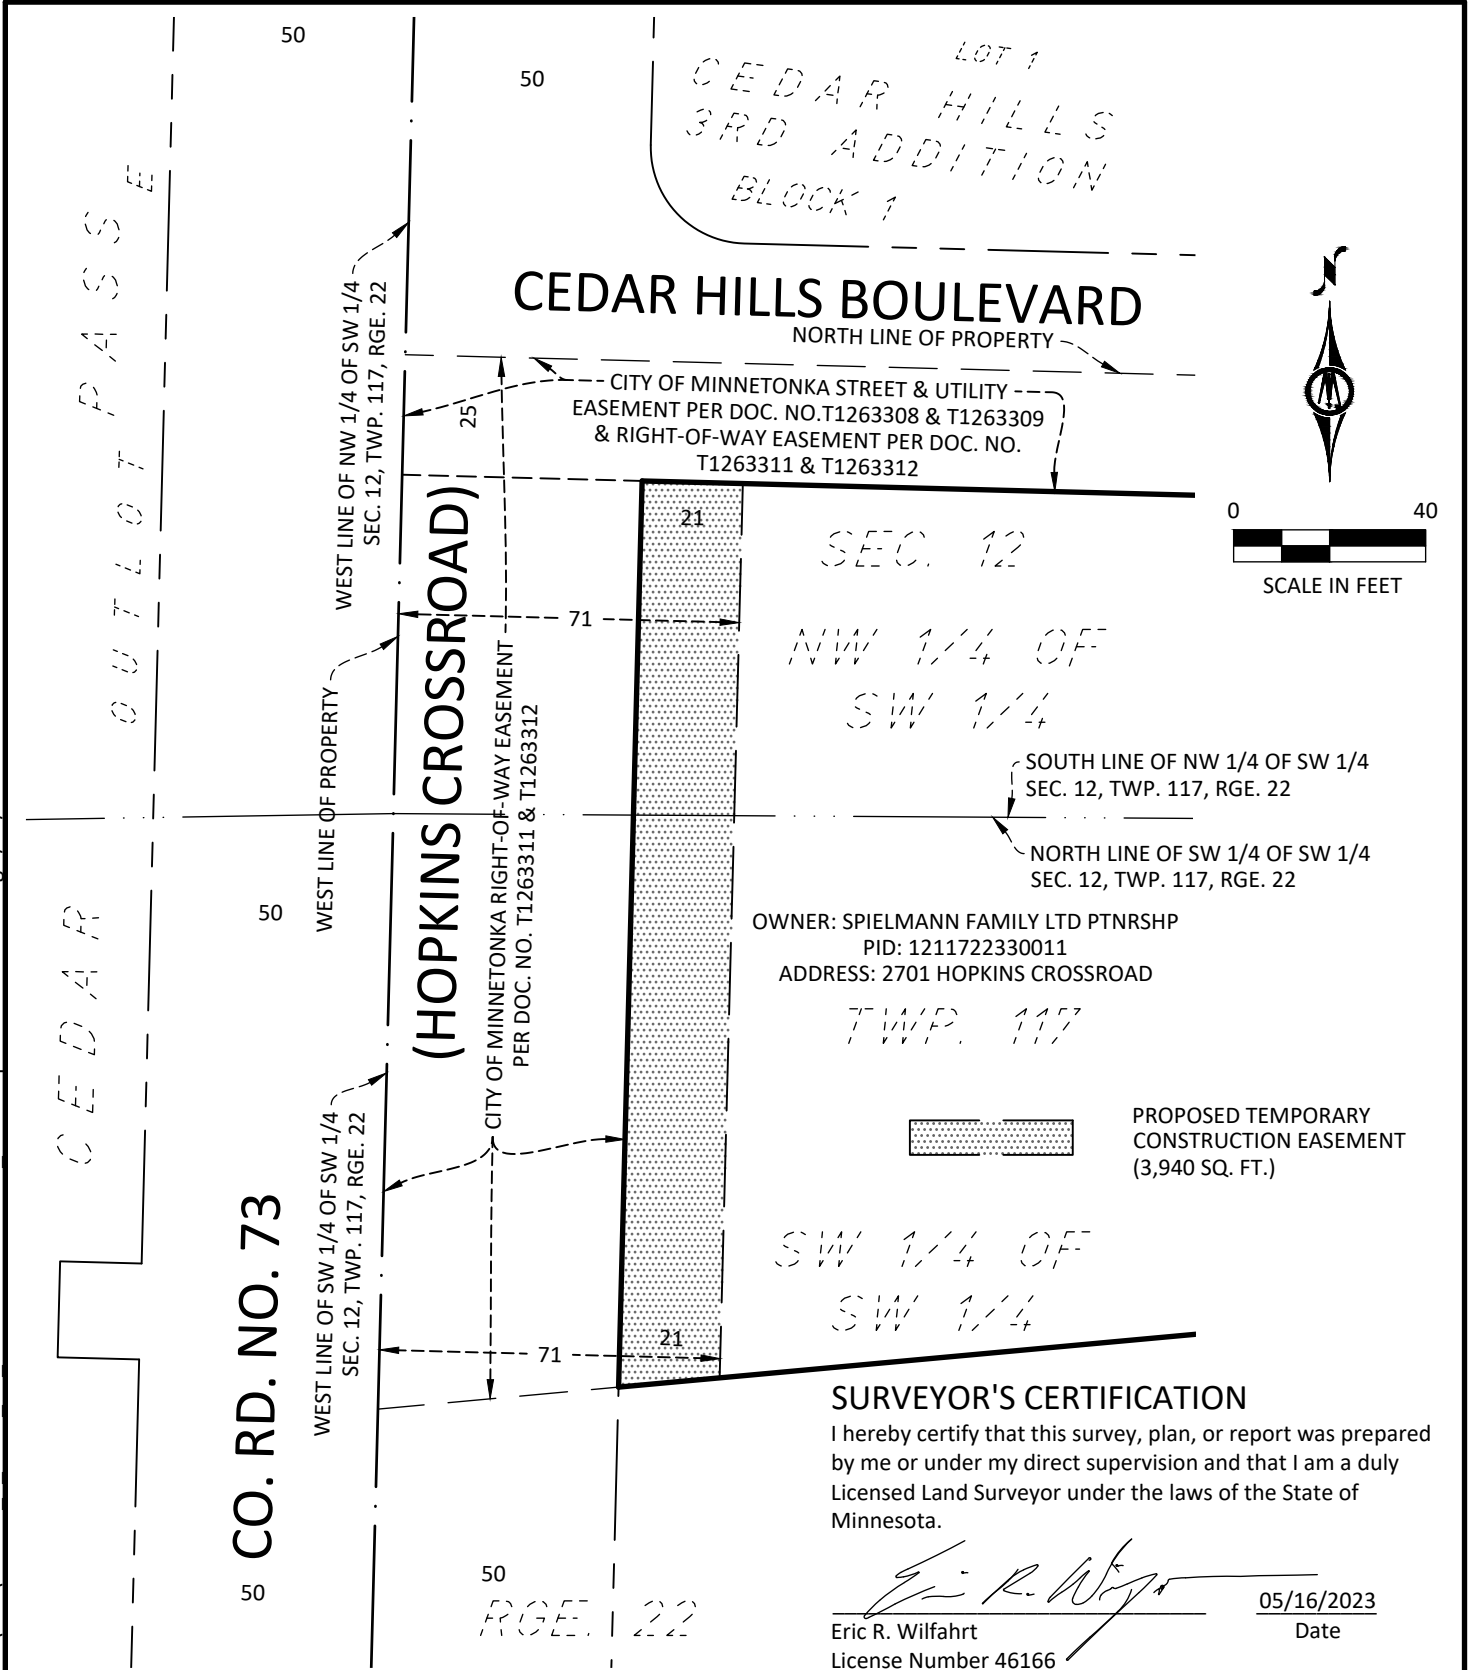 50
50
LOT 1
CEDAR HILLS
3RD ADDITION
BLOCK 1
CEDAR OUTLOT PASS E
N
CEDAR HILLS BOULEVARD
NORTH LINE OF PROPERTY
WEST LINE OF NW 1/4 OF SW 1/4
SEC. 12, TWP. 117, RGE. 22
25
CITY OF MINNETONKA STREET & UTILITY
EASEMENT PER DOC. NO.T1263308 & T1263309
& RIGHT-OF-WAY EASEMENT PER DOC. NO.
T1263311 & T1263312
0 40
SCALE IN FEET
21
SEC. 12
71
NW 1/4 OF
SW 1/4
(HOPKINS CROSSROAD)
WEST LINE OF PROPERTY
CITY OF MINNETONKA RIGHT-OF-WAY EASEMENT
PER DOC. NO. T1263311 & T1263312
SOUTH LINE OF NW 1/4 OF SW 1/4
SEC. 12, TWP. 117, RGE. 22
NORTH LINE OF SW 1/4 OF SW 1/4
SEC. 12, TWP. 117, RGE. 22
50
OWNER: SPIELMANN FAMILY LTD PTNRSHP
PID: 1211722330011
ADDRESS: 2701 HOPKINS CROSSROAD
TWP. 117
PROPOSED TEMPORARY
CONSTRUCTION EASEMENT
(3,940 SQ. FT.)
CO. RD. NO. 73
WEST LINE OF SW 1/4 OF SW 1/4
SEC. 12, TWP. 117, RGE. 22
SW 1/4 OF
SW 1/4
71
21
SURVEYOR'S CERTIFICATION
I hereby certify that this survey, plan, or report was prepared
by me or under my direct supervision and that I am a duly
Licensed Land Surveyor under the laws of the State of
Minnesota.
50
50
RGE. 22
05/16/2023
Eric R. Wilfahrt
Date
License Number 46166